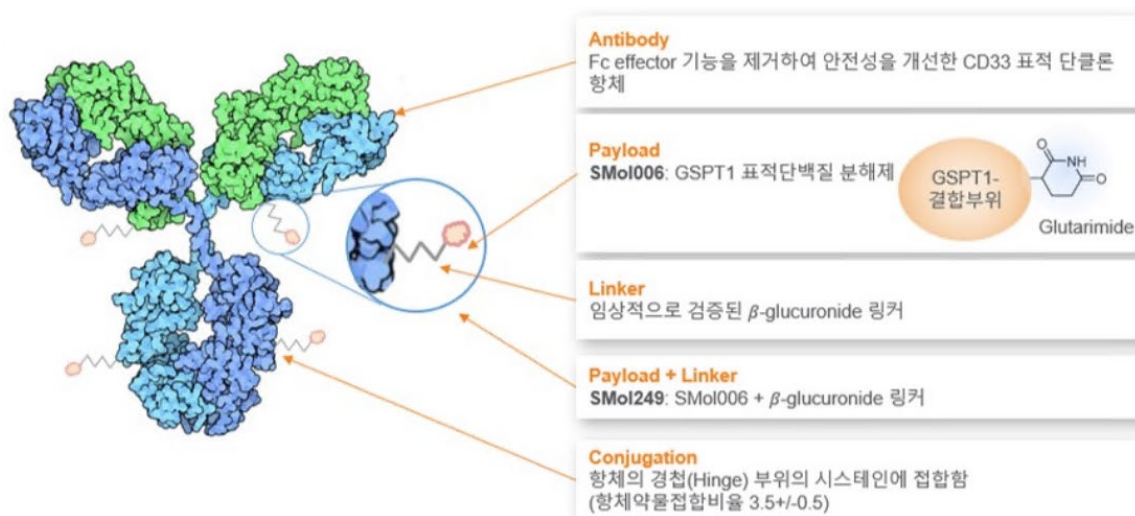 Antibody
Fc effector 기능을 제거하여 안전성을 개선한 CD33 표적 단클론
항체
Payload
SMol006: GSPT1 표적단백질 분해제
GSPT1-
결합부위
O
NH
O
Glutarimide
Linker
임상적으로 검증된 β-glucuronide 링커
Payload + Linker
SMol249: SMol006 + β-glucuronide 링커
Conjugation
항체의 경첩(Hinge) 부위의 시스테인에 접합함
(항체약물접합비율 3.5+/-0.5)